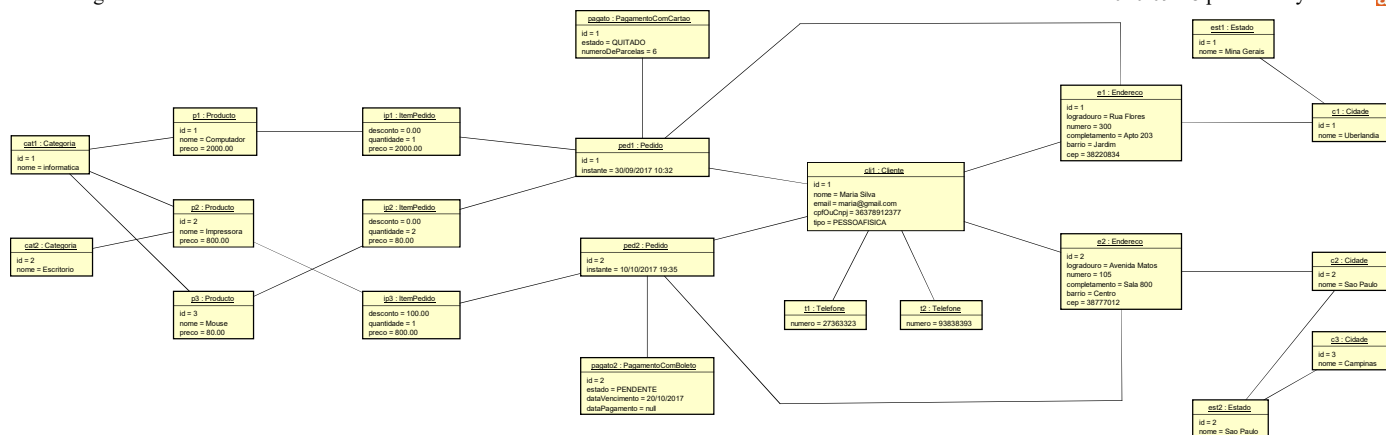 pagato : PagamentoComCartao
id = 1
estado = QUITADO
numeroDeParcelas = 6
est1 : Estado
id = 1
nome = Mina Gerais
e1 : Endereco
id = 1
logradouro = Rua Flores
numero = 300
completamento = Apto 203
barrio = Jardim
cep = 38220834
c1 : Cidade
id = 1
nome = Uberlandia
p1 : Producto
id = 1
nome = Computador
preco = 2000.00
ip1 : ItemPedido
desconto = 0.00
quantidade = 1
preco = 2000.00
cat1 : Categoria
id = 1
nome = informatica
ped1 : Pedido
id = 1
instante = 30/09/2017 10:32
cli1 : Cliente
id = 1
nome = Maria Silva
email = maria@gmail.com
cpfOuCnpj = 36378912377
tipo = PESSOAFISICA
p2 : Producto
id = 2
nome = Impressora
preco = 800.00
ip2 : ItemPedido
desconto = 0.00
quantidade = 2
preco = 80.00
cat2 : Categoria
id = 2
nome = Escritorio
ped2 : Pedido
id = 2
instante = 10/10/2017 19:35
e2 : Endereco
id = 2
logradouro = Avenida Matos
numero = 105
completamento = Sala 800
barrio = Centro
cep = 38777012
c2 : Cidade
id = 2
nome = Sao Paulo
p3 : Producto
id = 3
nome = Mouse
preco = 80.00
ip3 : ItemPedido
desconto = 100.00
quantidade = 1
preco = 800.00
t1 : Telefone
numero = 27363323
t2 : Telefone
numero = 93838393
c3 : Cidade
id = 3
nome = Campinas
pagato2 : PagamentoComBoleto
id = 2
estado = PENDENTE
dataVencimento = 20/10/2017
dataPagamento = null
est2 : Estado
id = 2
nome = Sao Paulo